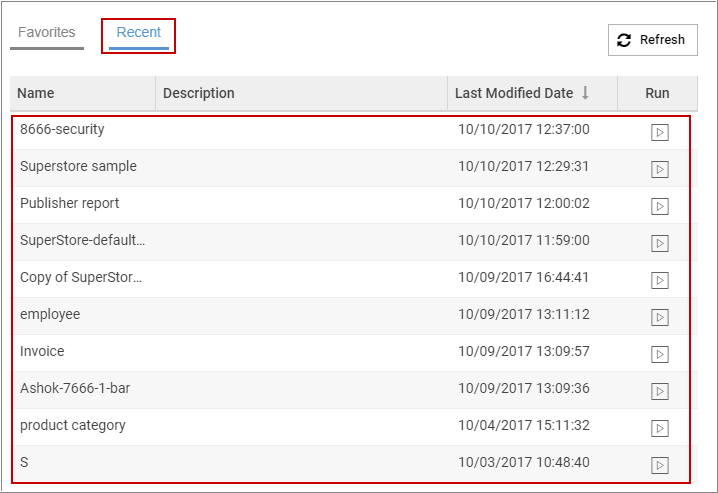 Favorites Recent
Refresh
Name Description Last Modified Date ↓ Run
8666-security 10/10/2017 12:37:00
Superstore sample 10/10/2017 12:29:31
Publisher report 10/10/2017 12:00:02
SuperStore-default... 10/10/2017 11:59:00
Copy of SuperStor... 10/09/2017 16:44:41
employee 10/09/2017 13:11:12
Invoice 10/09/2017 13:09:57
Ashok-7666-1-bar 10/09/2017 13:09:36
product category 10/04/2017 15:11:32
S 10/03/2017 10:48:40